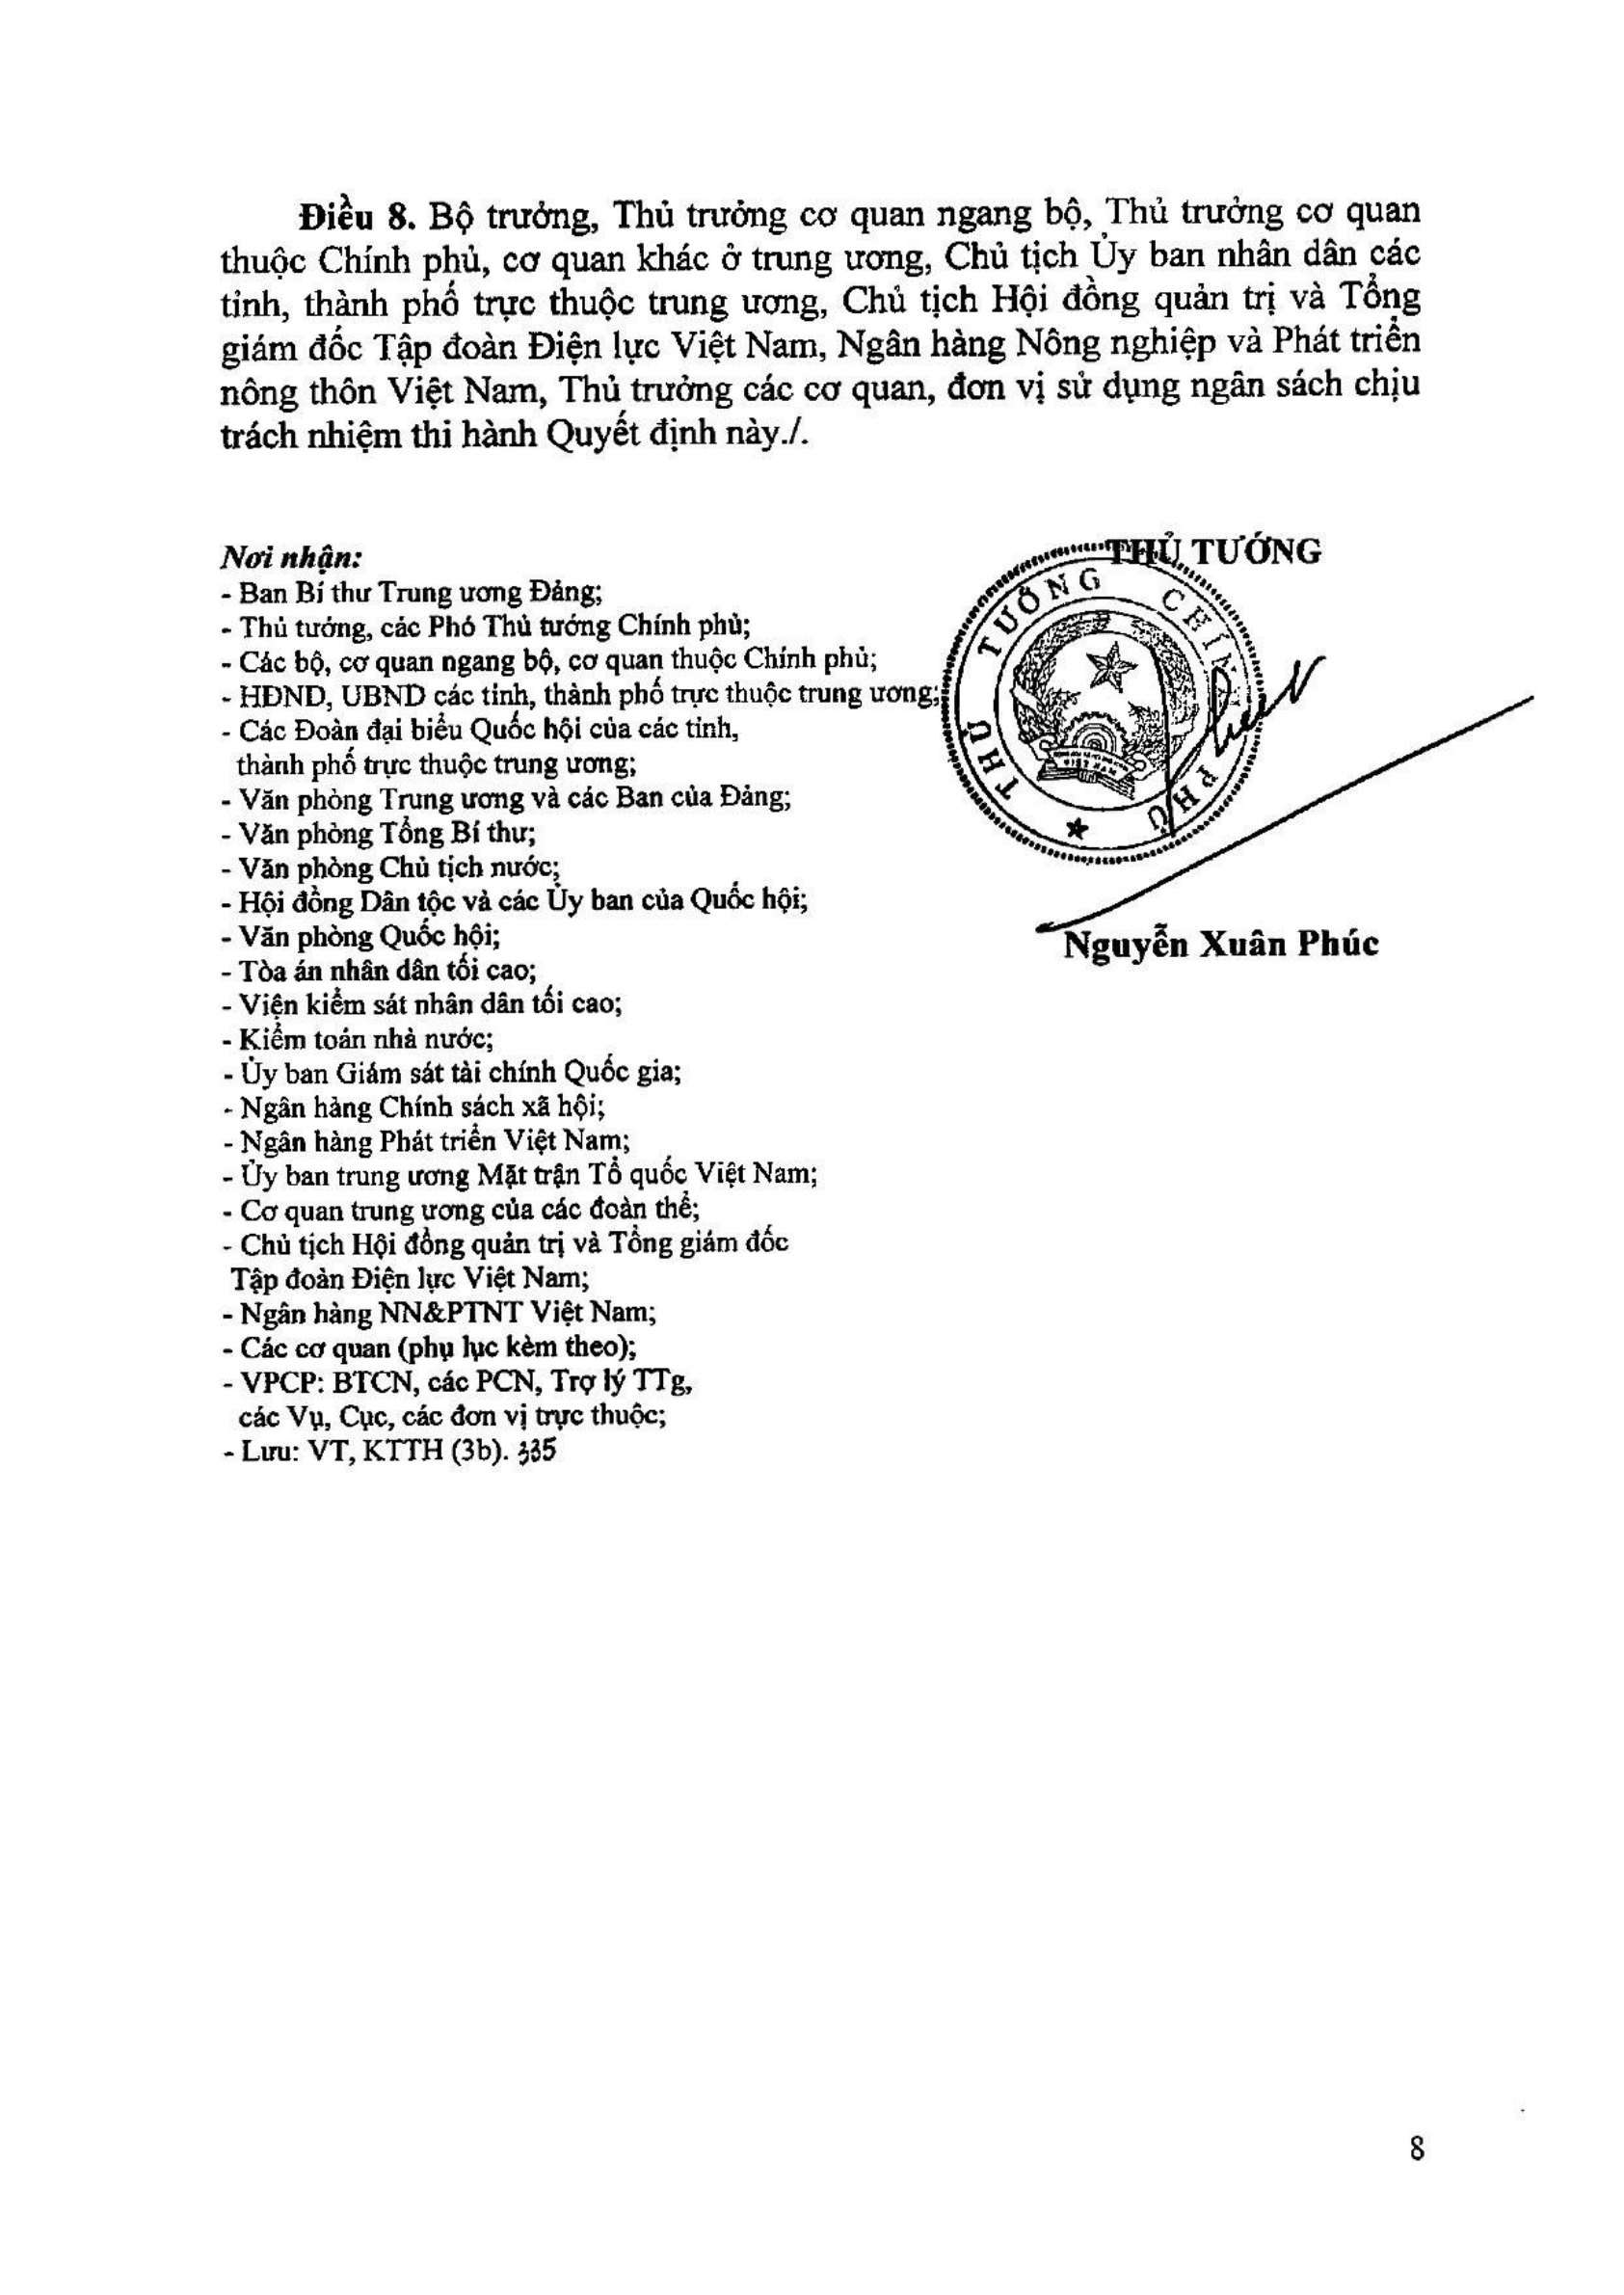 Điều 8. Bộ trưởng, Thủ trưởng cơ quan ngang bộ, Thủ trưởng cơ quan
thuộc Chính phủ, cơ quan khác ở trung ương, Chủ tịch Ủy ban nhân dân các
tỉnh, thành phố trực thuộc trung ương, Chủ tịch Hội đồng quản trị và Tổng
giám đốc Tập đoàn Điện lực Việt Nam, Ngân hàng Nông nghiệp và Phát triển
nông thôn Việt Nam, Thủ trưởng các cơ quan, đơn vị sử dụng ngân sách chịu
trách nhiệm thi hành Quyết định này./.
Nơi nhận:
- Ban Bí thư Trung ương Đảng;
- Thủ tướng, các Phó Thủ tướng Chính phủ;
- Các bộ, cơ quan ngang bộ, cơ quan thuộc Chính phủ;
- HĐND, UBND các tỉnh, thành phố trực thuộc trung ương;
- Các Đoàn đại biểu Quốc hội của các tỉnh,
thành phố trực thuộc trung ương;
- Văn phòng Trung ương và các Ban của Đảng;
- Văn phòng Tổng Bí thư;
- Văn phòng Chủ tịch nước;
- Hội đồng Dân tộc và các Ủy ban của Quốc hội;
- Văn phòng Quốc hội;
- Tòa án nhân dân tối cao;
- Viện kiểm sát nhân dân tối cao;
- Kiểm toán nhà nước;
- Ủy ban Giám sát tài chính Quốc gia;
- Ngân hàng Chính sách xã hội;
- Ngân hàng Phát triển Việt Nam;
- Ủy ban trung ương Mặt trận Tổ quốc Việt Nam;
- Cơ quan trung ương của các đoàn thể;
- Chủ tịch Hội đồng quản trị và Tổng giám đốc
Tập đoàn Điện lực Việt Nam;
- Ngân hàng NN&PTNT Việt Nam;
- Các cơ quan (phụ lục kèm theo);
- VPCP: BTCN, các PCN, Trợ lý TTg,
các Vụ, Cục, các đơn vị trực thuộc;
- Lưu: VT, KTTH (3b). 335
THỦ TƯỚNG
THỦ TƯỚNG CHÍNH PHỦ
VIỆT NAM
Nguyễn Xuân Phúc
8